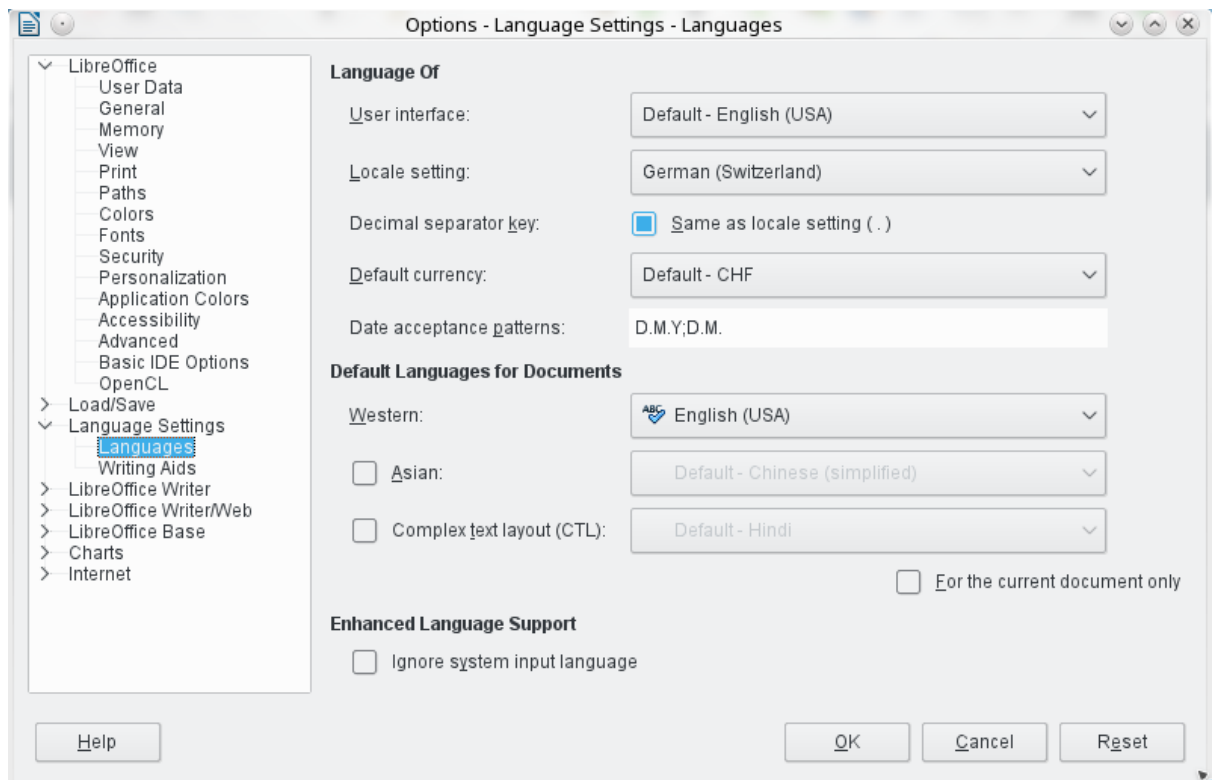 Options - Language Settings - Languages
LibreOffice
User Data
General
Memory
View
Print
Paths
Colors
Fonts
Security
Personalization
Application Colors
Accessibility
Advanced
Basic IDE Options
OpenCL
Load/Save
Language Settings
Languages
Writing Aids
LibreOffice Writer
LibreOffice Writer/Web
LibreOffice Base
Charts
Internet
Language Of
User interface: Default - English (USA)
Locale setting: German (Switzerland)
Decimal separator key: Same as locale setting ( . )
Default currency: Default - CHF
Date acceptance patterns: D.M.Y;D.M.
Default Languages for Documents
Western: ABC English (USA)
Asian: Default - Chinese (simplified)
Complex text layout (CTL): Default - Hindi
For the current document only
Enhanced Language Support
Ignore system input language
Help OK Cancel Reset